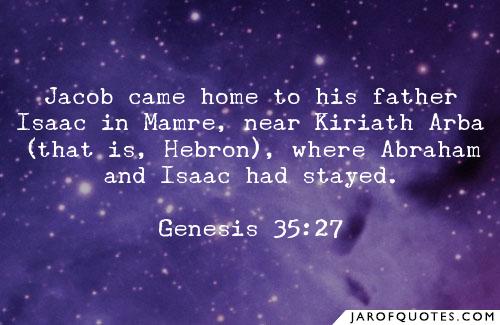 Jacob came home to his father
Isaac in Mamre, near Kiriath Arba
(that is, Hebron), where Abraham
and Isaac had stayed.
Genesis 35:27
JAROFQUOTES.COM